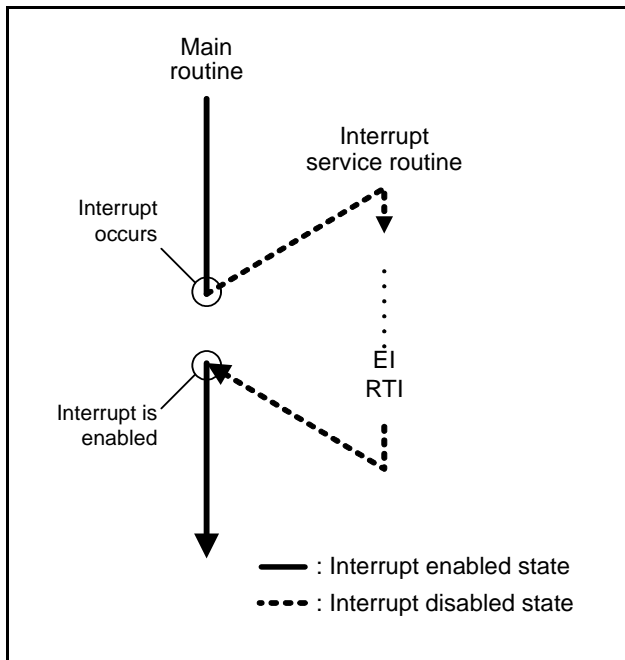 Main
routine
Interrupt
service routine
Interrupt
occurs
EI
RTI
Interrupt is
enabled
: Interrupt enabled state
: Interrupt disabled state